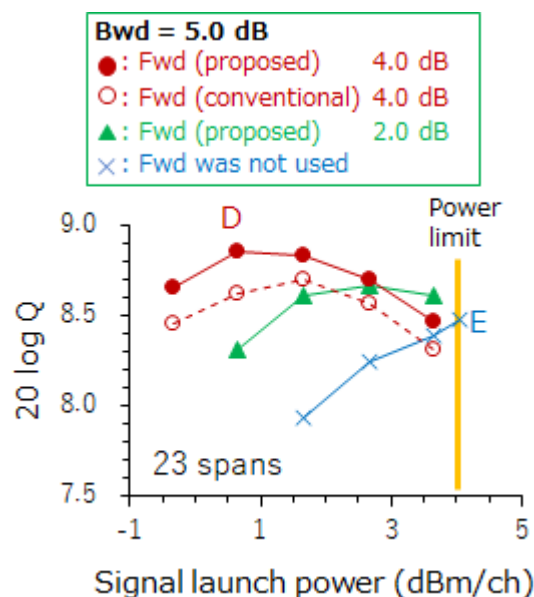 Bwd = 5.0 dB
●: Fwd (proposed) 4.0 dB
○: Fwd (conventional) 4.0 dB
▲: Fwd (proposed) 2.0 dB
×: Fwd was not used
Power
limit
D
E
9.0
8.5
8.0
7.5
20 log Q
23 spans
-1
1
3
5
Signal launch power (dBm/ch)